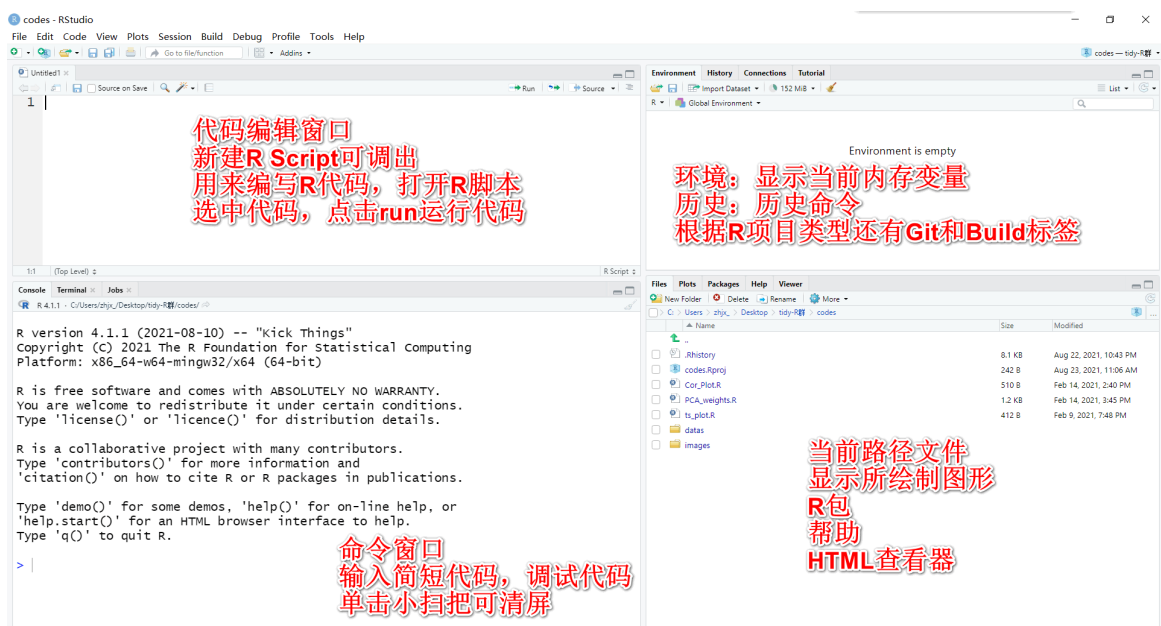 codes - RStudio
File Edit Code View Plots Session Build Debug Profile Tools Help
Go to file/function Addins codes — tidy-R群
Untitled1
Source on Save Run Source
1
代码编辑窗口
新建R Script可调出
用来编写R代码，打开R脚本
选中代码，点击run运行代码
1:1 (Top Level) R Script
Console Terminal Jobs
R 4.1.1 · C:/Users/zhjx_/Desktop/tidy-R群/codes/
R version 4.1.1 (2021-08-10) -- "Kick Things"
Copyright (C) 2021 The R Foundation for Statistical Computing
Platform: x86_64-w64-mingw32/x64 (64-bit)
R is free software and comes with ABSOLUTELY NO WARRANTY.
You are welcome to redistribute it under certain conditions.
Type 'license()' or 'licence()' for distribution details.
R is a collaborative project with many contributors.
Type 'contributors()' for more information and
'citation()' on how to cite R or R packages in publications.
Type 'demo()' for some demos, 'help()' for on-line help, or
'help.start()' for an HTML browser interface to help.
Type 'q()' to quit R.
>
命令窗口
输入简短代码，调试代码
单击小扫把可清屏
Environment History Connections Tutorial
Import Dataset 152 MiB List
R Global Environment
Environment is empty
环境：显示当前内存变量
历史：历史命令
根据R项目类型还有Git和Build标签
Files Plots Packages Help Viewer
New Folder Delete Rename More
C: Users zhjx_ Desktop tidy-R群 codes ...
Name Size Modified
..
.Rhistory 8.1 KB Aug 22, 2021, 10:43 PM
codes.Rproj 242 B Aug 23, 2021, 11:06 AM
Cor_Plot.R 510 B Feb 14, 2021, 2:40 PM
PCA_weights.R 1.2 KB Feb 14, 2021, 3:45 PM
ts_plot.R 412 B Feb 9, 2021, 7:48 PM
datas
images
当前路径文件
显示所绘制图形
R包
帮助
HTML查看器